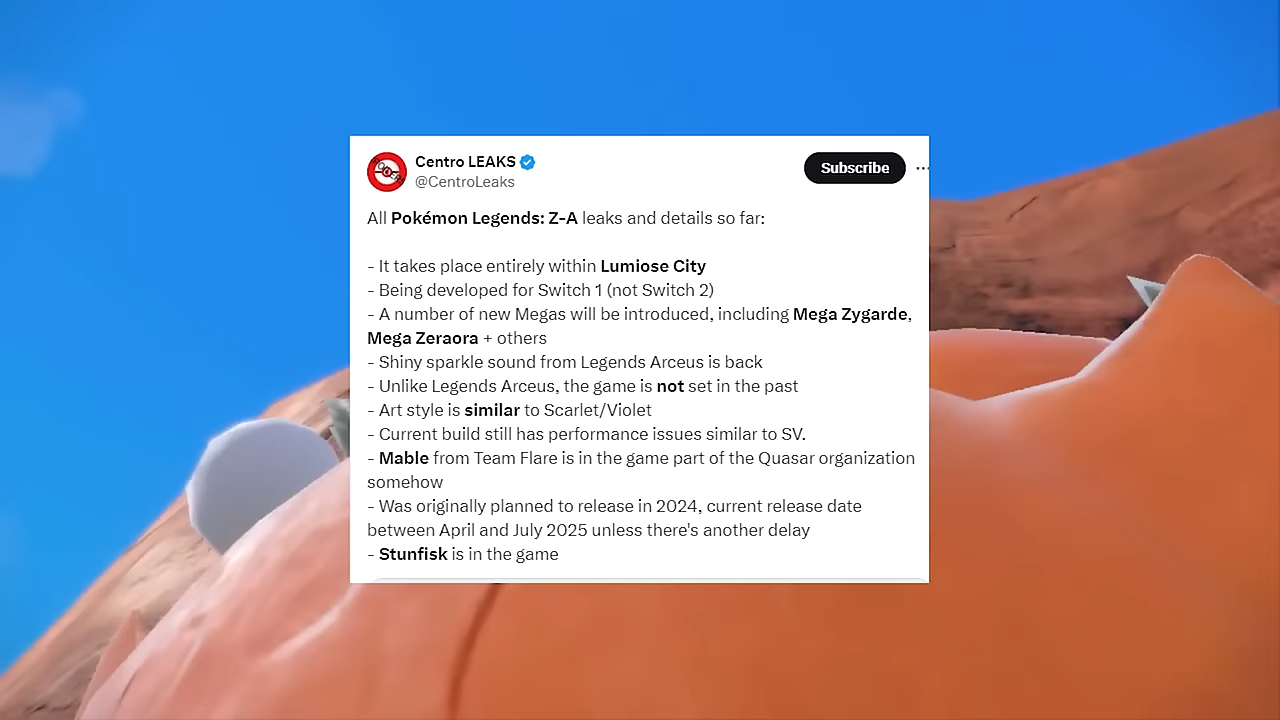 Centro LEAKS
@CentroLeaks
Subscribe
All Pokémon Legends: Z-A leaks and details so far:
- It takes place entirely within Lumiose City
- Being developed for Switch 1 (not Switch 2)
- A number of new Megas will be introduced, including Mega Zygarde,
Mega Zeraora + others
- Shiny sparkle sound from Legends Arceus is back
- Unlike Legends Arceus, the game is not set in the past
- Art style is similar to Scarlet/Violet
- Current build still has performance issues similar to SV.
- Mable from Team Flare is in the game part of the Quasar organization
somehow
- Was originally planned to release in 2024, current release date
between April and July 2025 unless there's another delay
- Stunfisk is in the game